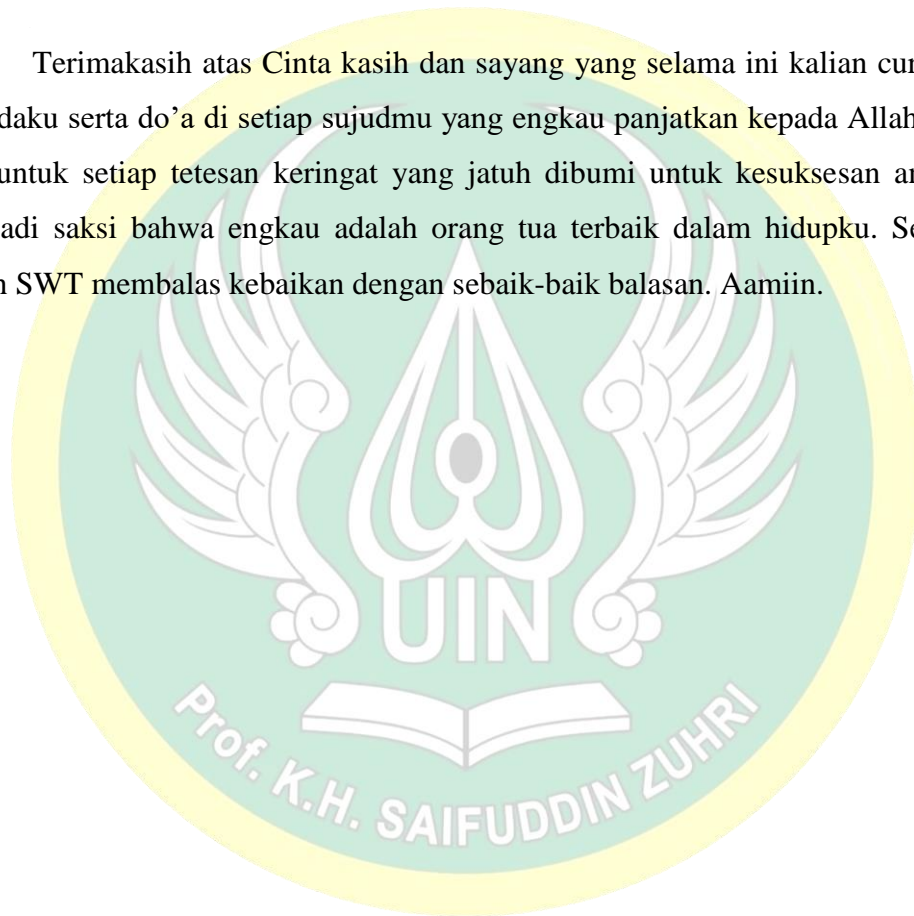 Terimakasih atas Cinta kasih dan sayang yang selama ini kalian cur
daku serta do’a di setiap sujudmu yang engkau panjatkan kepada Allah
untuk setiap tetesan keringat yang jatuh dibumi untuk kesuksesan an
adi saksi bahwa engkau adalah orang tua terbaik dalam hidupku. Se
n SWT membalas kebaikan dengan sebaik-baik balasan. Aamiin.
UIN
Prof. K.H. SAIFUDDIN ZUHRI